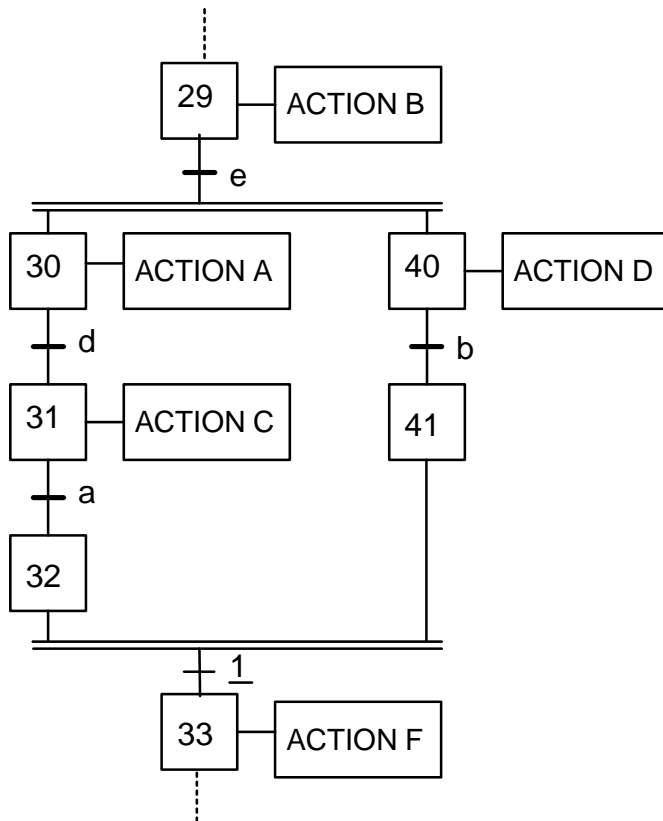 29 ACTION B
e
30 ACTION A 40 ACTION D
d b
31 ACTION C 41
a
32
1
33 ACTION F